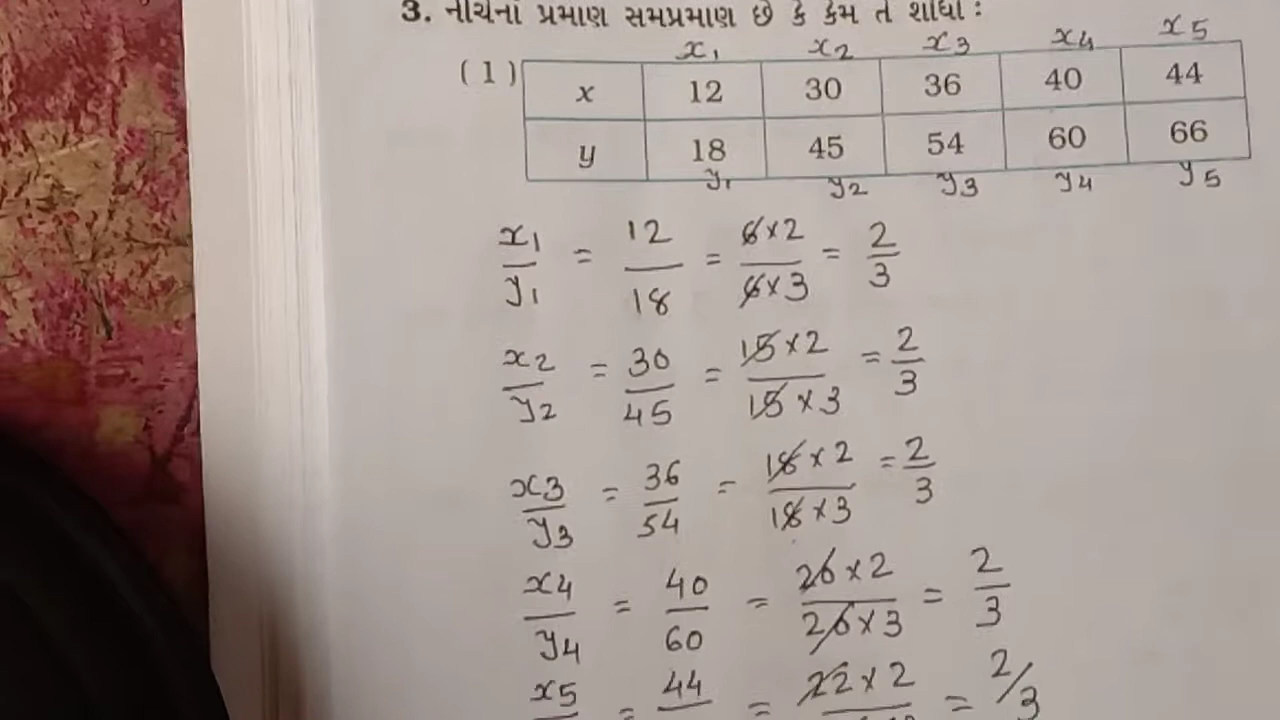 3. નીચેનાં પ્રમાણ સમપ્રમાણ છે કે કેમ તે શોધો :
x₁ x₂ x₃ x₄ x₅
(1) x 12 30 36 40 44
y 18 45 54 60 66
y₁ y₂ y₃ y₄ y₅
x₁/y₁ = 12/18 = 6×2/6×3 = 2/3
x₂/y₂ = 30/45 = 15×2/15×3 = 2/3
x₃/y₃ = 36/54 = 18×2/18×3 = 2/3
x₄/y₄ = 40/60 = 20×2/20×3 = 2/3
x₅ = 44 = 22×2 = 2/3